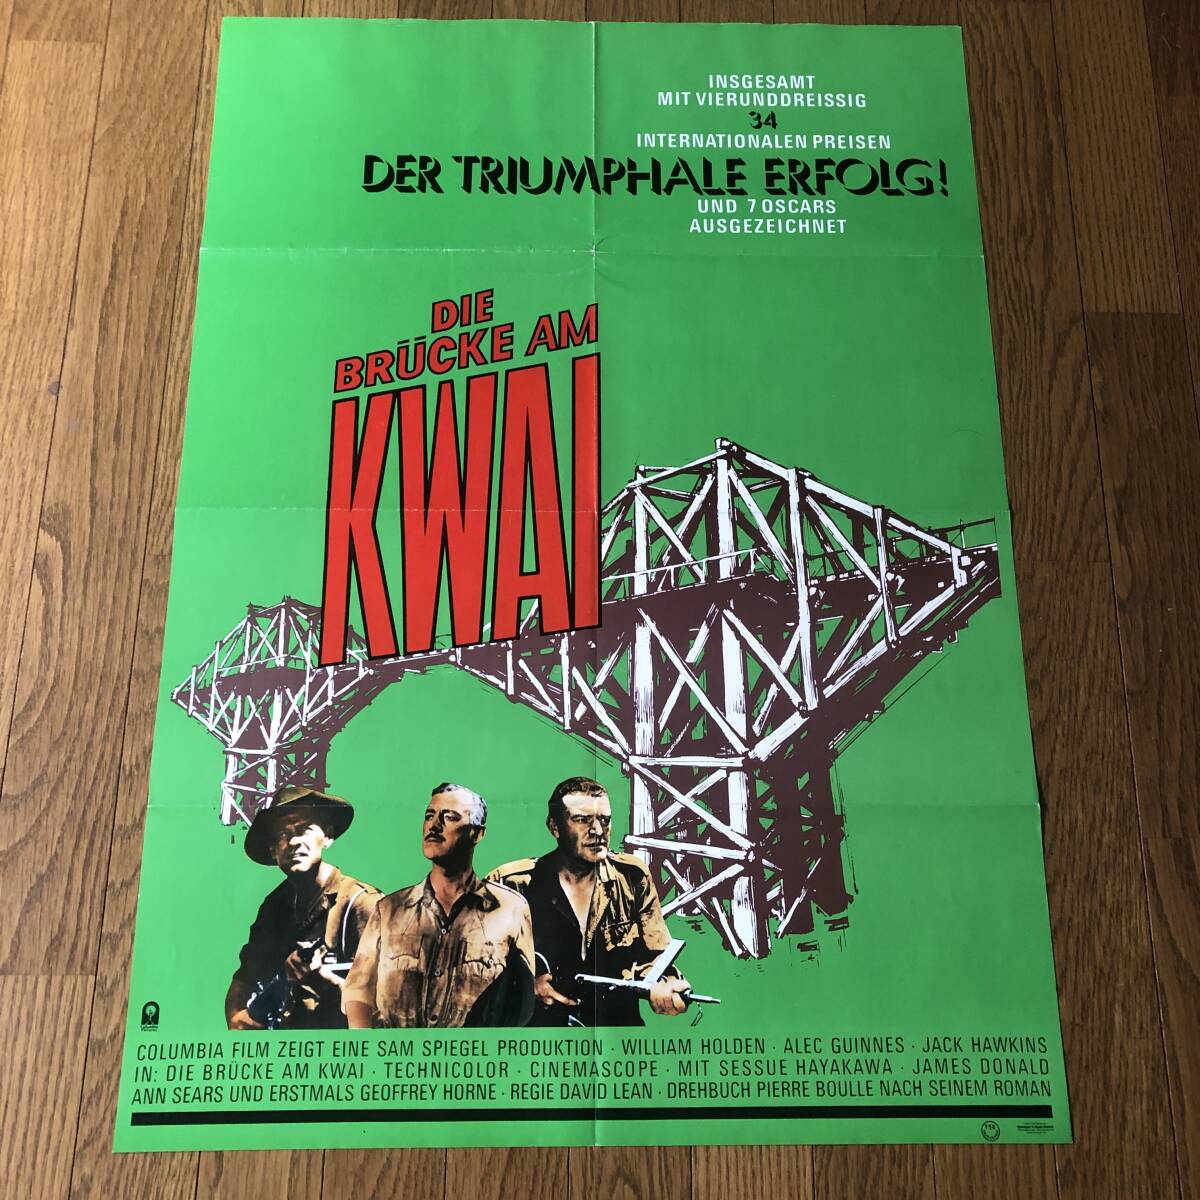 INSGESAMT
MIT VIERUNDDREISSIG
34
INTERNATIONALEN PREISEN
DER TRIUMPHALE ERFOLG!
UND 7 OSCARS
AUSGEZEICHNET
DIE
BRÜCKE AM
KWAI
Columbia
Pictures
COLUMBIA FILM ZEIGT EINE SAM SPIEGEL PRODUKTION · WILLIAM HOLDEN · ALEC GUINNES · JACK HAWKINS
IN: DIE BRÜCKE AM KWAI · TECHNICOLOR · CINEMASCOPE · MIT SESSUE HAYAKAWA · JAMES DONALD
ANN SEARS UND ERSTMALS GEOFFREY HORNE · REGIE DAVID LEAN · DREHBUCH PIERRE BOULLE NACH SEINEM ROMAN
FSK